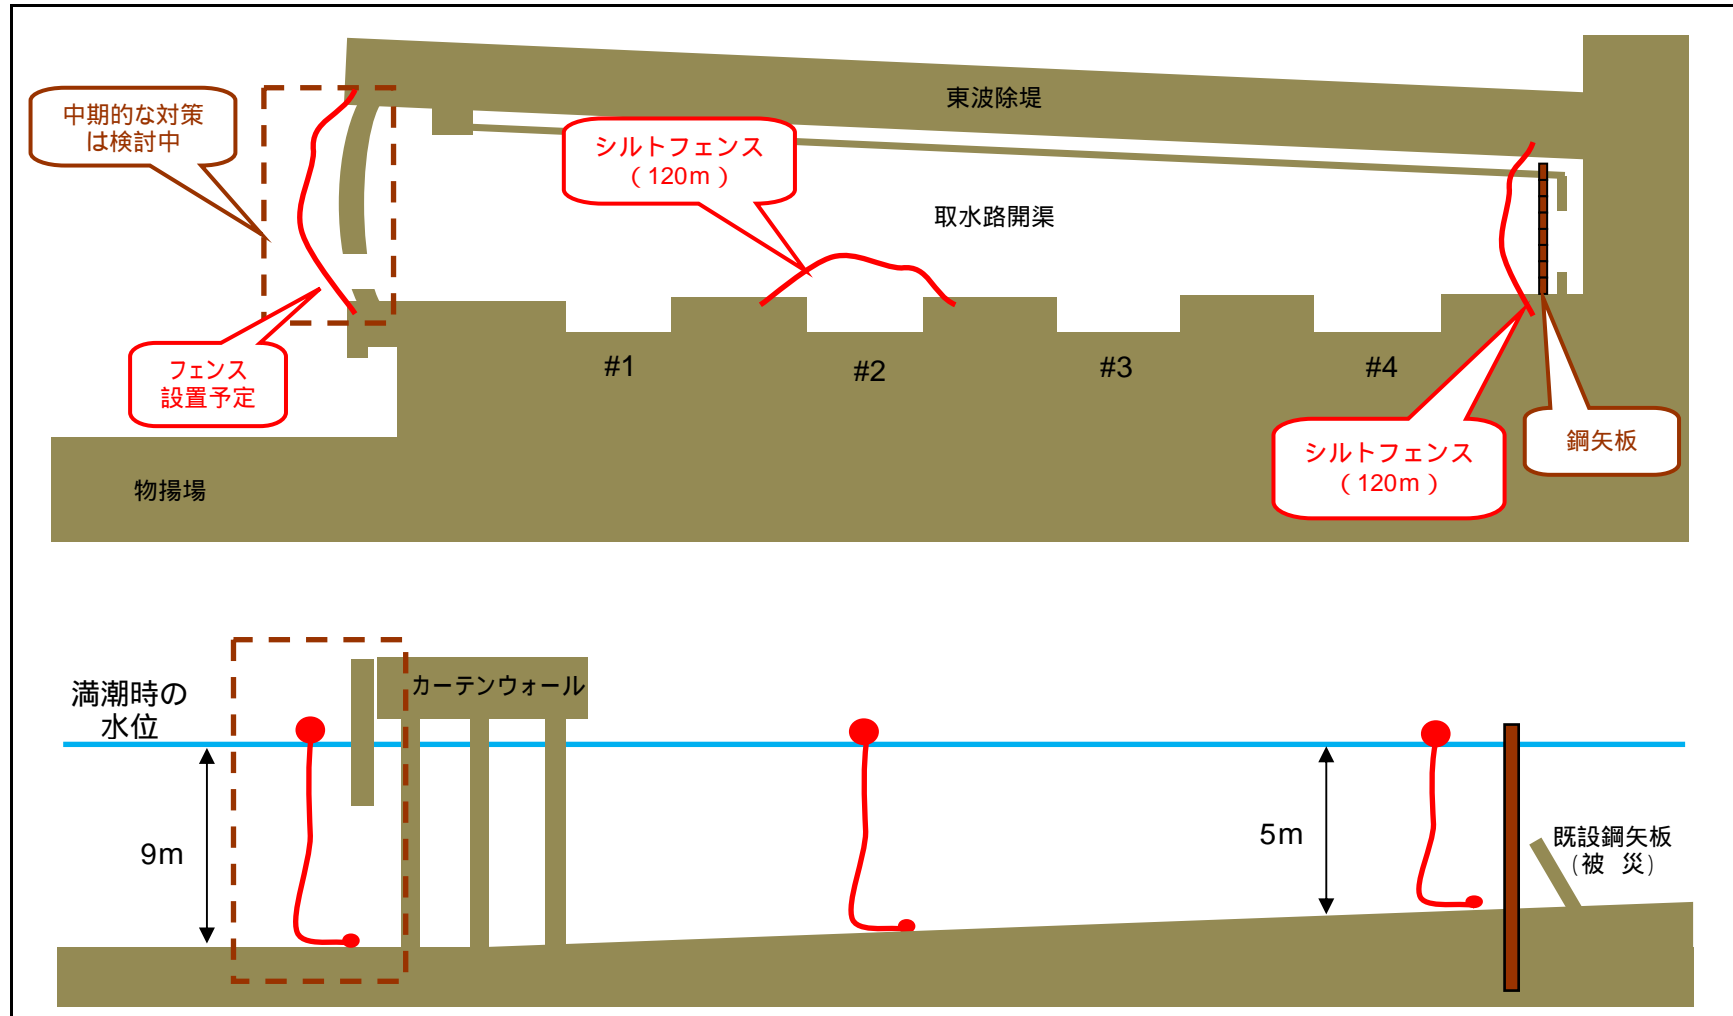 中期的な対策
は検討中
東波除堤
シルトフェンス
（120m）
取水路開渠
フェンス
設置予定
#1
#2
#3
#4
シルトフェンス
（120m）
鋼矢板
物揚場
満潮時の
水位
カーテンウォール
9m
5m
既設鋼矢板
(被　災)